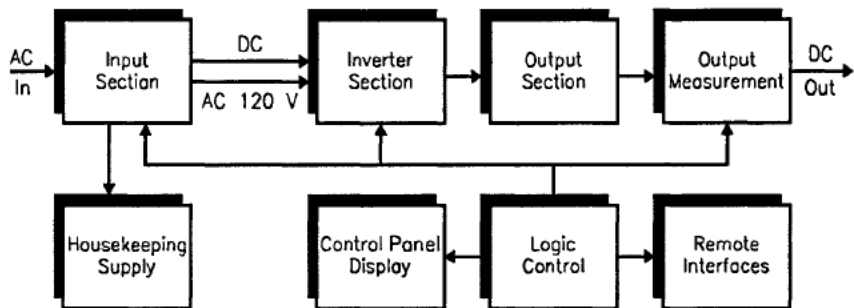 AC
In
Input
Section
DC
AC 120 V
Inverter
Section
Output
Section
Output
Measurement
DC
Out
Housekeeping
Supply
Control Panel
Display
Logic
Control
Remote
Interfaces